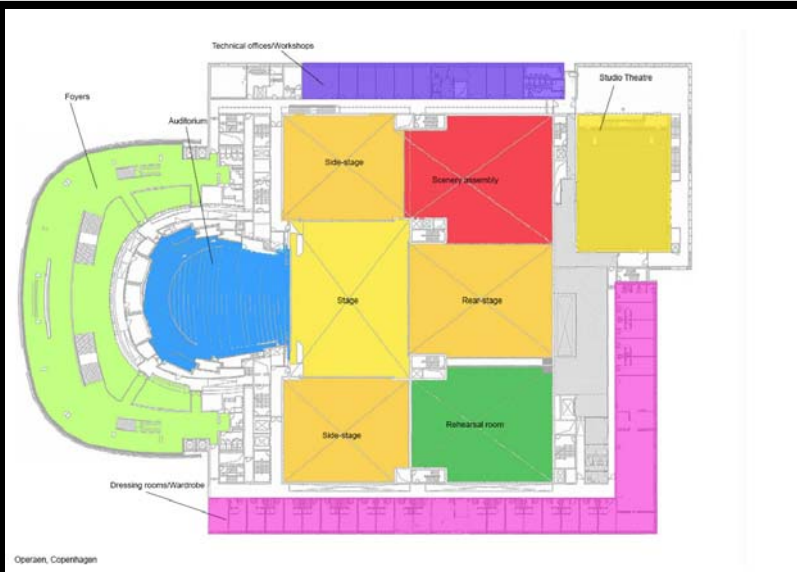 Technical offices/Workshops
Studio Theatre
Foyers
Auditorium
Side-stage
Scenery assembly
Stage
Rear-stage
Side-stage
Rehearsal room
Dressing rooms/Wardrobe
Operaen, Copenhagen